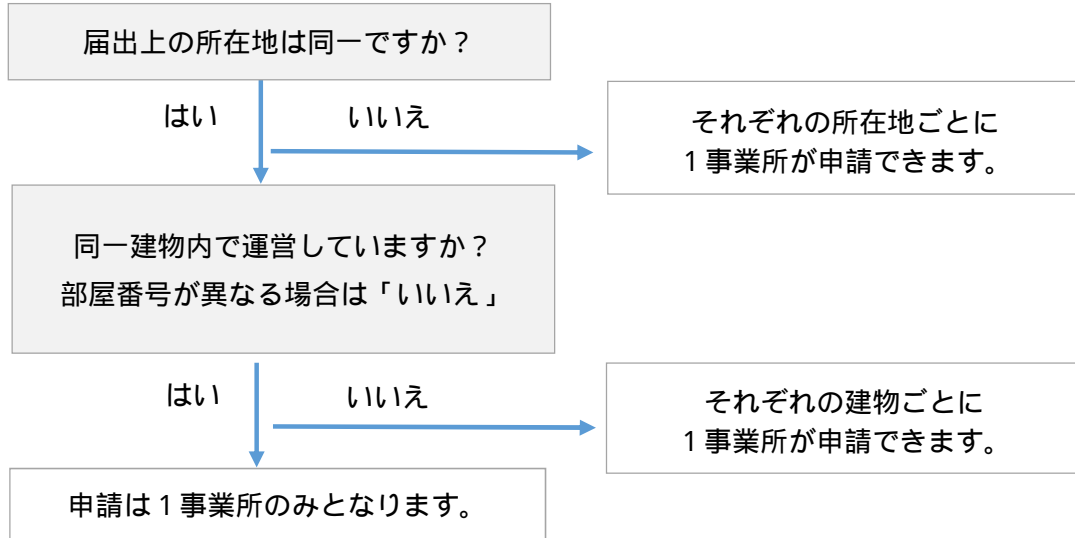 届出上の所在地は同一ですか？
はい
いいえ
それぞれの所在地ごとに
1事業所が申請できます。
同一建物内で運営していますか？
部屋番号が異なる場合は「いいえ」
はい
いいえ
それぞれの建物ごとに
1事業所が申請できます。
申請は1事業所のみとなります。